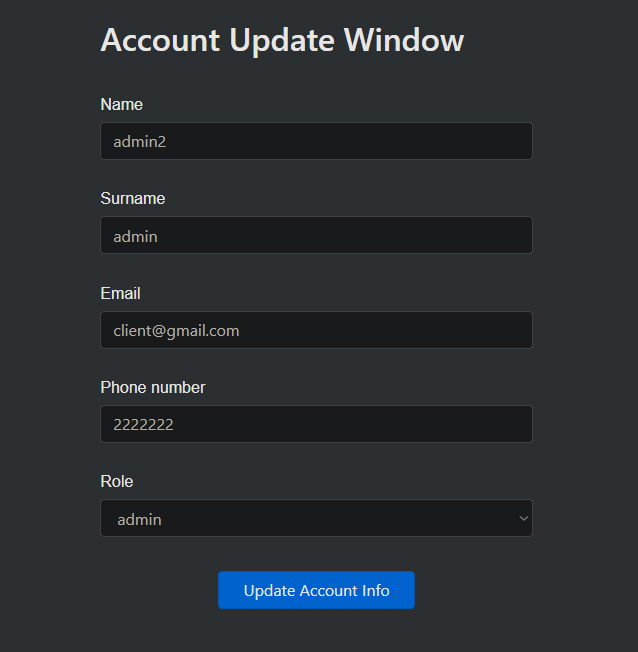 Account Update Window
Name
admin2
Surname
admin
Email
client@gmail.com
Phone number
2222222
Role
admin
Update Account Info